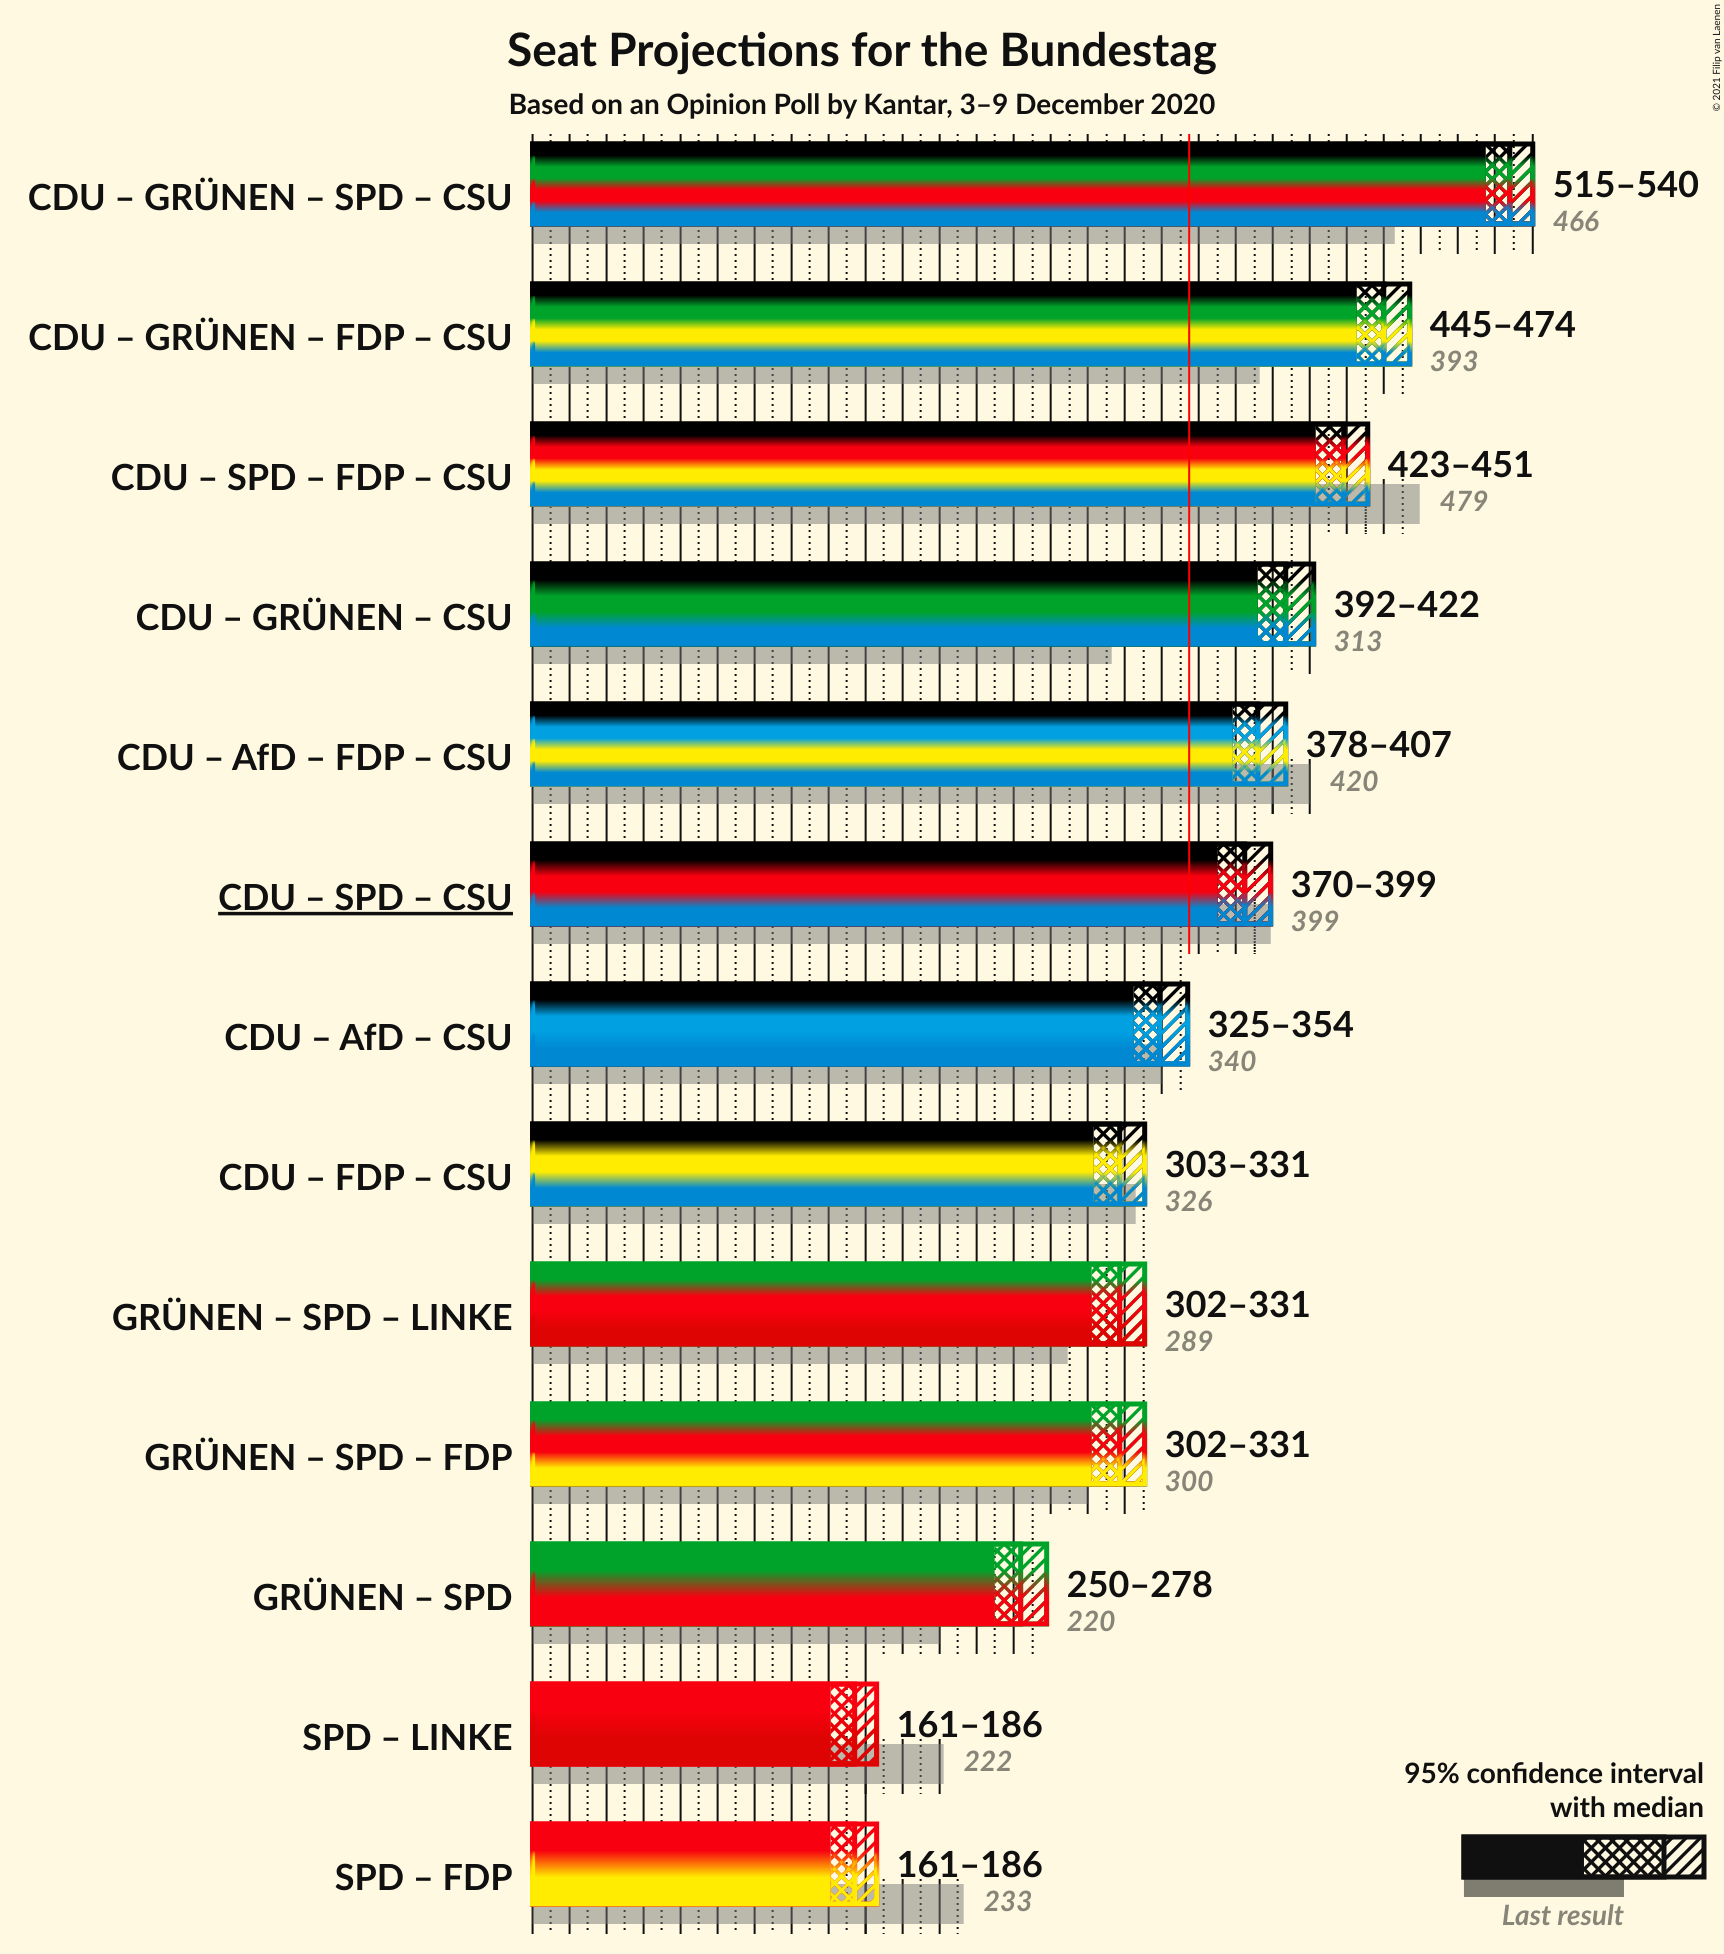 Seat Projections for the Bundestag
Based on an Opinion Poll by Kantar, 3–9 December 2020
© 2021 Filip van Laenen
CDU – GRÜNEN – SPD – CSU
515–540
466
CDU – GRÜNEN – FDP – CSU
445–474
393
CDU – SPD – FDP – CSU
423–451
479
CDU – GRÜNEN – CSU
392–422
313
CDU – AfD – FDP – CSU
378–407
420
CDU – SPD – CSU
370–399
399
CDU – AfD – CSU
325–354
340
CDU – FDP – CSU
303–331
326
GRÜNEN – SPD – LINKE
302–331
289
GRÜNEN – SPD – FDP
302–331
300
GRÜNEN – SPD
250–278
220
SPD – LINKE
161–186
222
SPD – FDP
161–186
233
95% confidence interval
with median
Last result